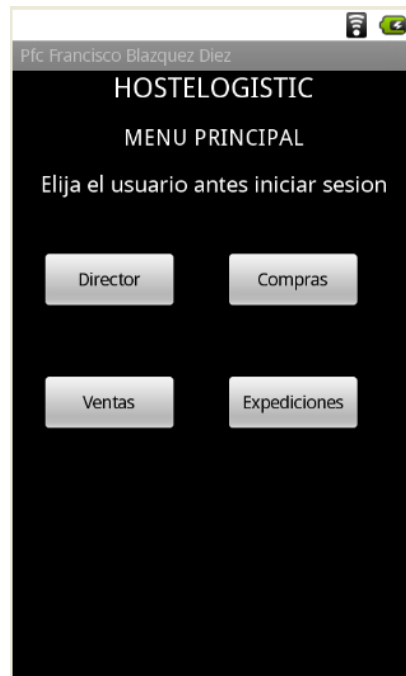 Pfc Francisco Blazquez Diez
HOSTELOGISTIC
MENU PRINCIPAL
Elija el usuario antes iniciar sesion
Director Compras
Ventas Expediciones